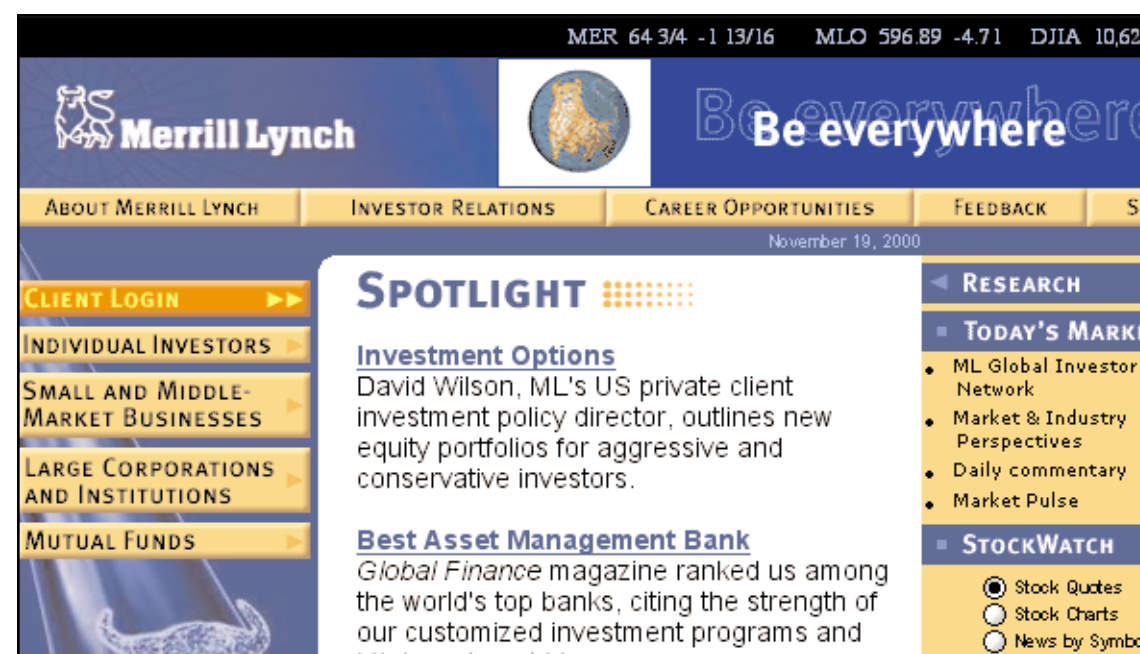 MER 64 3/4 -1 13/16 MLO 596.89 -4.71 DJIA 10,62
Merrill Lynch
Be everywhere
Be everywhere
ABOUT MERRILL LYNCH
INVESTOR RELATIONS
CAREER OPPORTUNITIES
FEEDBACK
S
November 19, 2000
CLIENT LOGIN
INDIVIDUAL INVESTORS
SMALL AND MIDDLE-
MARKET BUSINESSES
LARGE CORPORATIONS
AND INSTITUTIONS
MUTUAL FUNDS
SPOTLIGHT
Investment Options
David Wilson, ML's US private client
investment policy director, outlines new
equity portfolios for aggressive and
conservative investors.
Best Asset Management Bank
Global Finance magazine ranked us among
the world's top banks, citing the strength of
our customized investment programs and
RESEARCH
TODAY'S MARK
• ML Global Investor
Network
• Market & Industry
Perspectives
• Daily commentary
• Market Pulse
STOCKWATCH
Stock Quotes
Stock Charts
News by Symbo